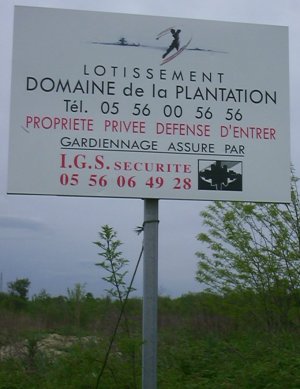 LOTISSEMENT
DOMAINE de la PLANTATION
Tél. 05 56 00 56 56
PROPRIETE PRIVEE DEFENSE D'ENTRER
GARDIENNAGE ASSURE PAR
I.G.S. SECURITE
05 56 06 49 28